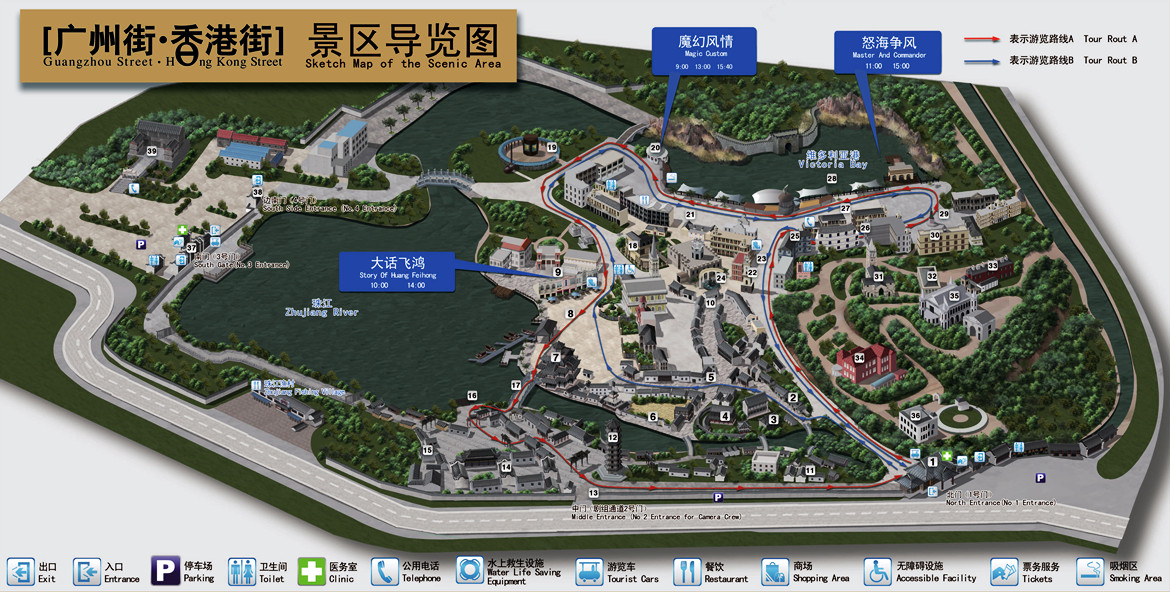 [广州街·香港街]
Guangzhou Street · Hong Kong Street
景区导览图
Sketch Map of the Scenic Area
魔幻风情
Magic Custom
9:00 13:00 15:40
怒海争风
Master And Commander
11:00 15:00
表示游览路线A Tour Rout A
表示游览路线B Tour Rout B
39
19
20
维多利亚港
Victoria Bay
28
38
South Side Entrance (No.4 Entrance)
P
37
南门(3号门)
South Gate(No.3 Entrance)
21
27
29
26
25
30
18
23
22
24
大话飞鸿
Story Of Huang Feihong
10:00 14:00
9
31
32
33
35
10
8
珠江
Zhujiang River
7
34
5
17
16
2
6
4
3
36
珠江渔村
Zhujiang Fishing Village
12
15
14
11
1
13
P
P
中门(剧组通道2号门)
Middle Entrance (No 2 Entrance for Camera Crew)
北门(1号门)
North Entrance(No 1 Entrance)
出口
Exit
入口
Entrance
P
停车场
Parking
卫生间
Toilet
医务室
Clinic
公用电话
Telephone
水上救生设施
Water Life Saving
Equipment
游览车
Tourist Cars
餐饮
Restaurant
商场
Shopping Area
无障碍设施
Accessible Facility
票务服务
Tickets
吸烟区
Smoking Area